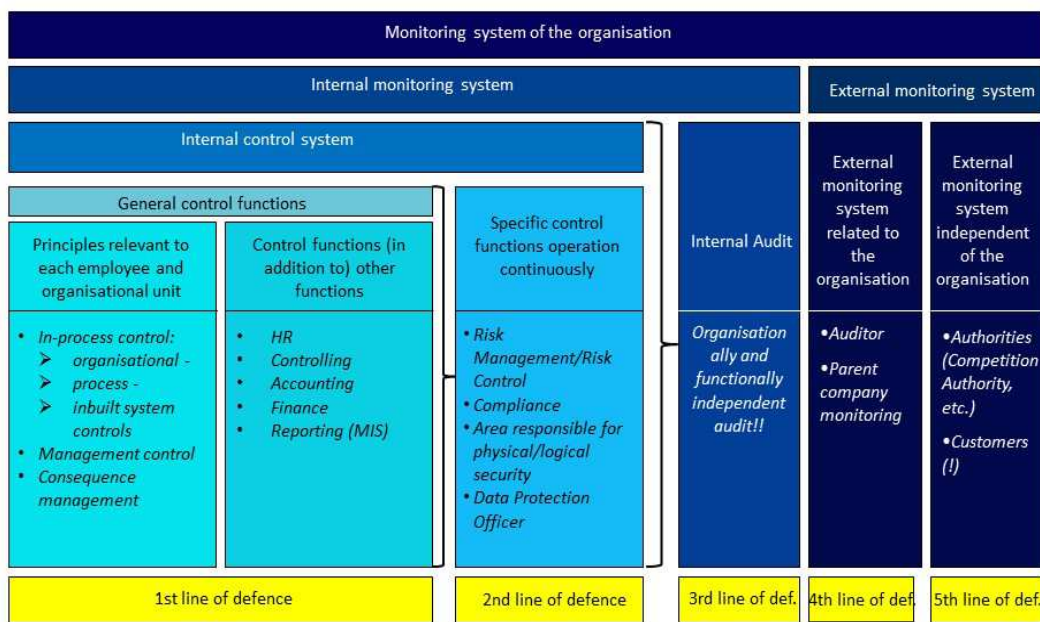 Monitoring system of the organisation
Internal monitoring system
External monitoring system
Internal control system
General control functions
Principles relevant to
each employee and
organisational unit
• In-process control:
➢ organisational -
➢ process -
➢ inbuilt system
controls
• Management control
• Consequence
management
Control functions (in
addition to) other
functions
• HR
• Controlling
• Accounting
• Finance
• Reporting (MIS)
Specific control
functions operation
continuously
• Risk
Management/Risk
Control
• Compliance
• Area responsible for
physical/logical
security
• Data Protection
Officer
Internal Audit
Organisation
ally and
functionally
independent
audit!!
External
monitoring
system
related to
the
organisation
• Auditor
• Parent
company
monitoring
External
monitoring
system
independent
of the
organisation
• Authorities
(Competition
Authority,
etc.)
• Customers
(!)
1st line of defence
2nd line of defence
3rd line of def.
4th line of def.
5th line of def.